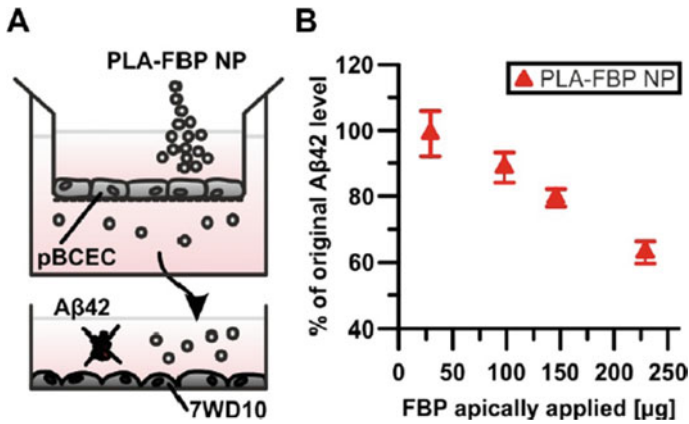 A
PLA-FBP NP
pBCEC
Aβ42
7WD10
B
PLA-FBP NP
% of original Aβ42 level
120
100
80
60
40
0 50 100 150 200 250
FBP apically applied [µg]